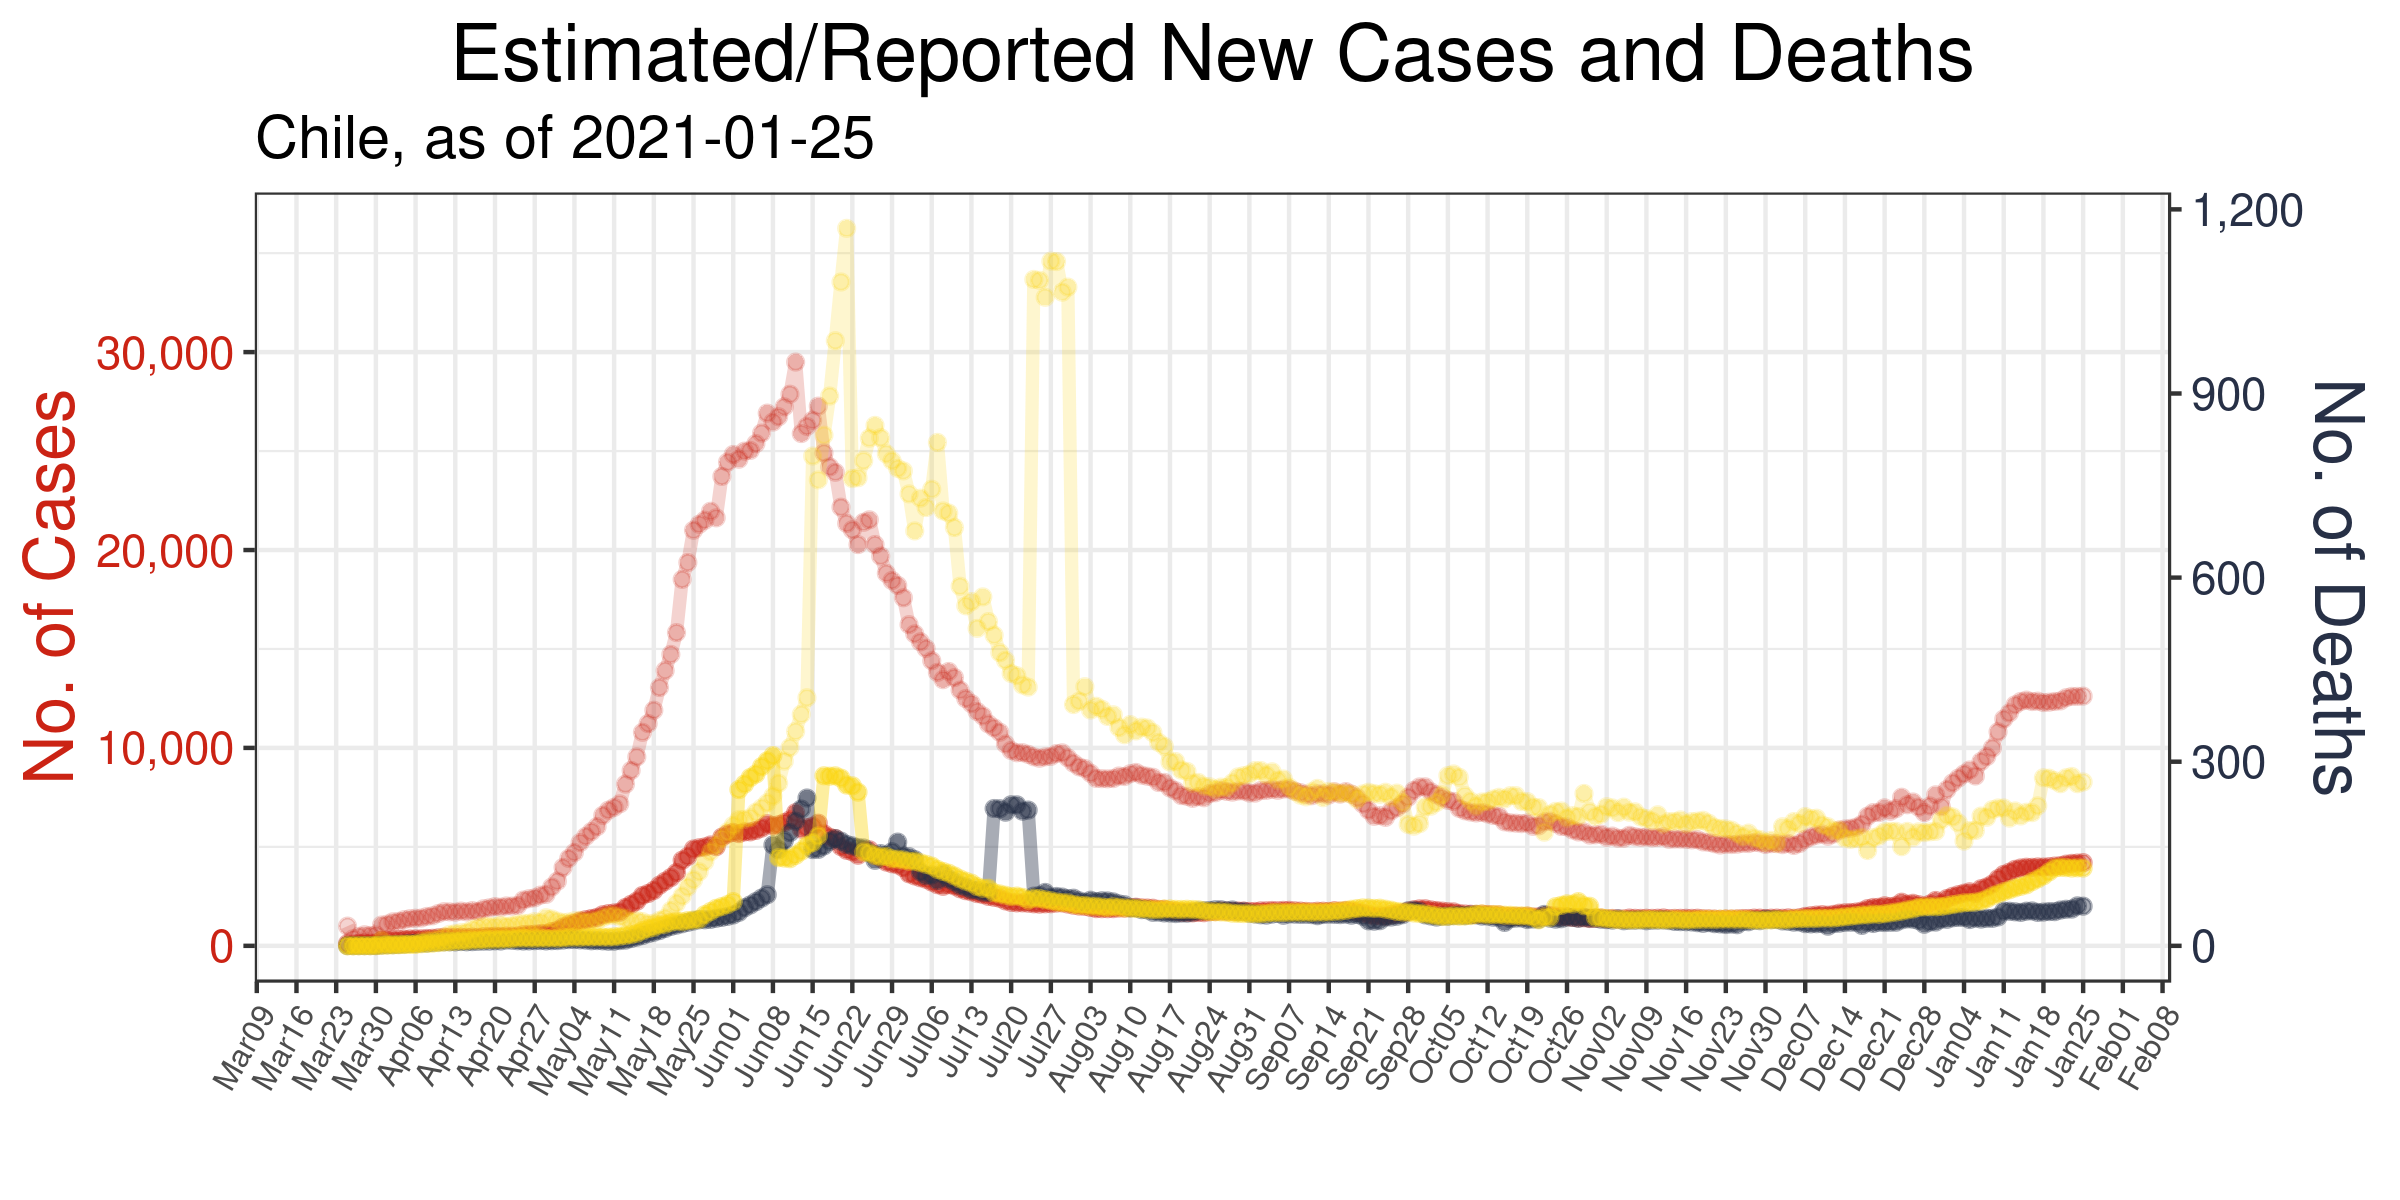 Estimated/Reported New Cases and Deaths
Chile, as of 2021-01-25
No. of Cases
30,000
20,000
10,000
0
1,200
900
600
300
0
No. of Deaths
Mar09
Mar16
Mar23
Mar30
Apr06
Apr13
Apr20
Apr27
May04
May11
May18
May25
Jun01
Jun08
Jun15
Jun22
Jun29
Jul06
Jul13
Jul20
Jul27
Aug03
Aug10
Aug17
Aug24
Aug31
Sep07
Sep14
Sep21
Sep28
Oct05
Oct12
Oct19
Oct26
Nov02
Nov09
Nov16
Nov23
Nov30
Dec07
Dec14
Dec21
Dec28
Jan04
Jan11
Jan18
Jan25
Feb01
Feb08